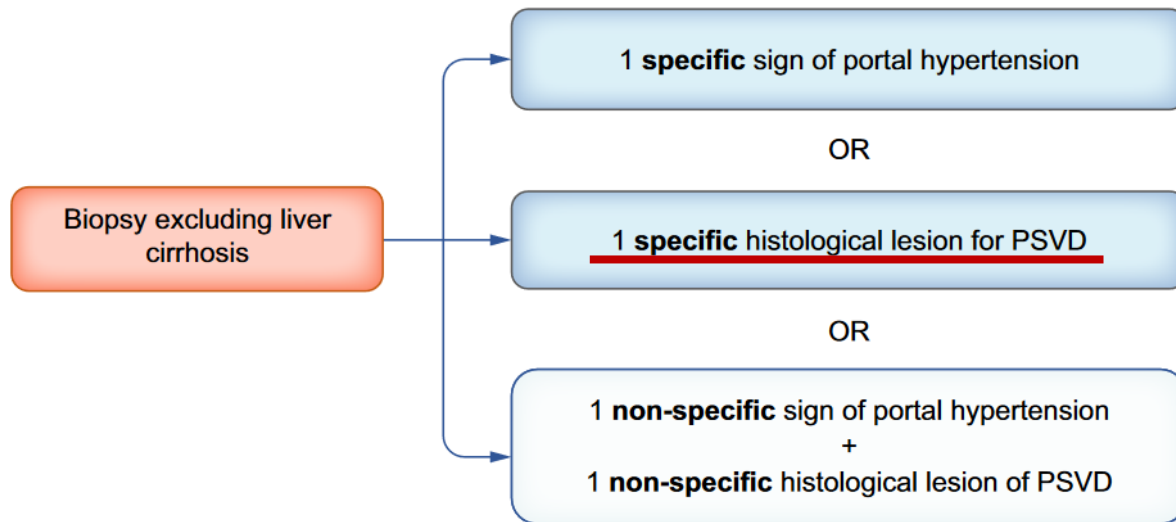 1 specific sign of portal hypertension
OR
Biopsy excluding liver
cirrhosis
1 specific histological lesion for PSVD
OR
1 non-specific sign of portal hypertension
+
1 non-specific histological lesion of PSVD